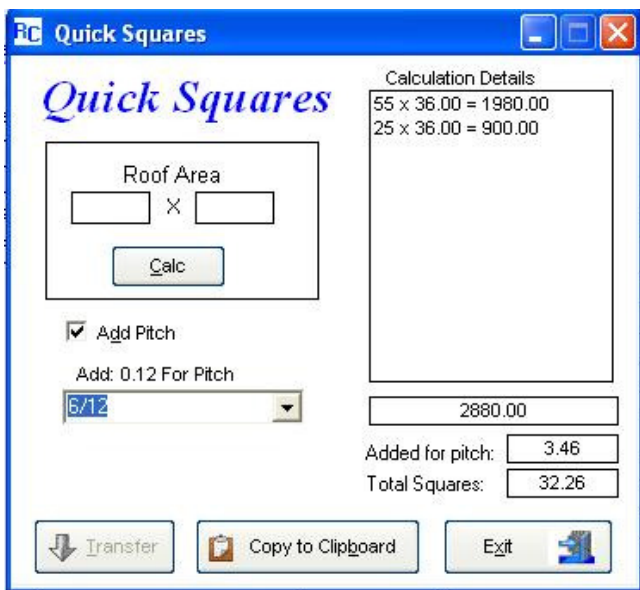 RC Quick Squares
Quick Squares
Roof Area
X
Calc
Add Pitch
Add: 0.12 For Pitch
6/12
Calculation Details
55 x 36.00 = 1980.00
25 x 36.00 = 900.00
2880.00
Added for pitch: 3.46
Total Squares: 32.26
Transfer
Copy to Clipboard
Exit